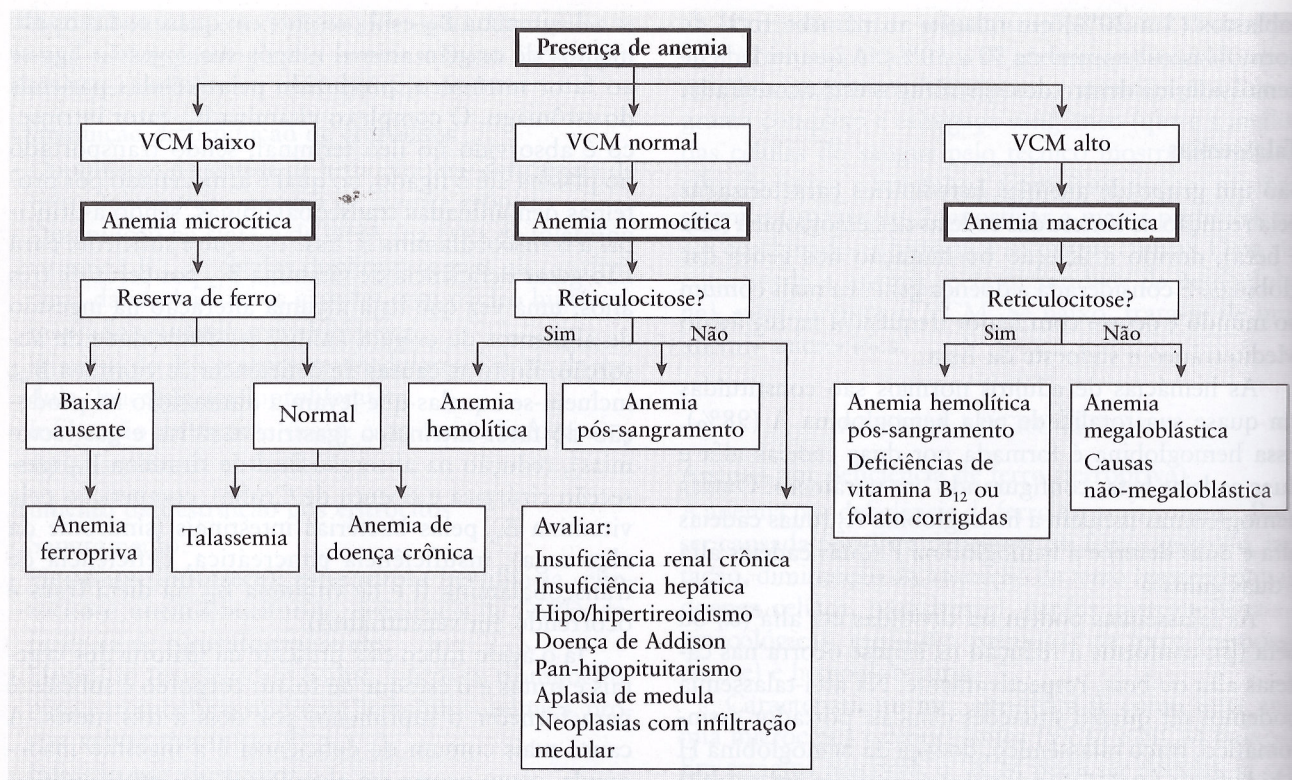 Presença de anemia
VCM baixo
VCM normal
VCM alto
Anemia microcítica
Anemia normocítica
Anemia macrocítica
Reserva de ferro
Reticulocitose?
Reticulocitose?
Sim
Não
Sim
Não
Baixa/
ausente
Normal
Anemia
hemolítica
Anemia
pós-sangramento
Anemia hemolítica
pós-sangramento
Deficiências de
vitamina B₁₂ ou
folato corrigidas
Anemia
megaloblástica
Causas
não-megaloblástica
Anemia
ferropriva
Talassemia
Anemia de
doença crônica
Avaliar:
Insuficiência renal crônica
Insuficiência hepática
Hipo/hipertireoidismo
Doença de Addison
Pan-hipopituitarismo
Aplasia de medula
Neoplasias com infiltração
medular